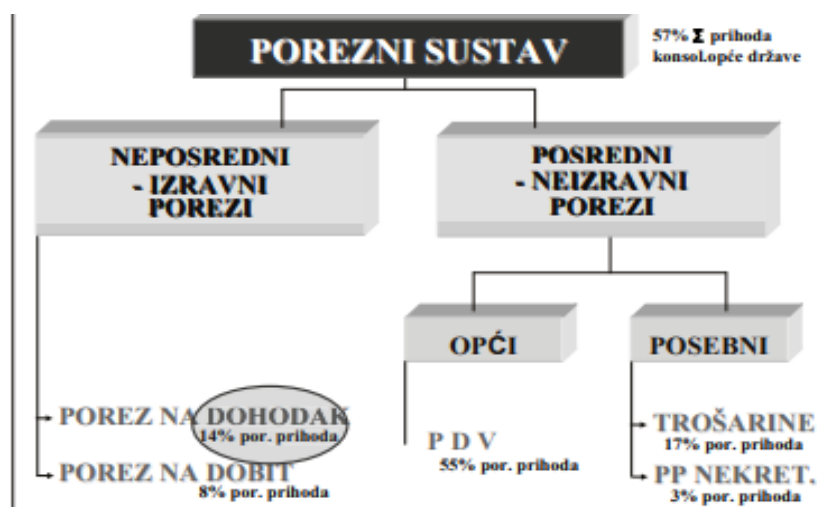 POREZNI SUSTAV
57% Σ prihoda
konsol.opće države
NEPOSREDNI
- IZRAVNI
POREZI
POSREDNI
- NEIZRAVNI
POREZI
OPĆI
POSEBNI
POREZ NA DOHODAK
14% por. prihoda
POREZ NA DOBIT
8% por. prihoda
P D V
55% por. prihoda
TROŠARINE
17% por. prihoda
PP NEKRET.
3% por. prihoda